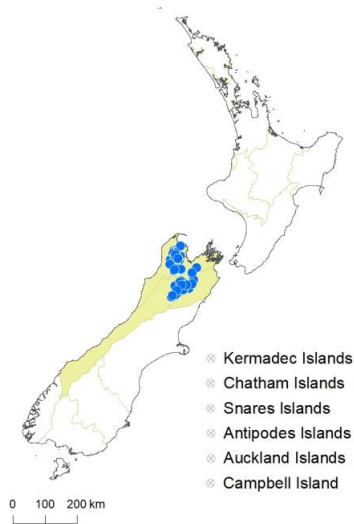 Kermadec Islands
Chatham Islands
Snares Islands
Antipodes Islands
Auckland Islands
Campbell Island
0 100 200 km